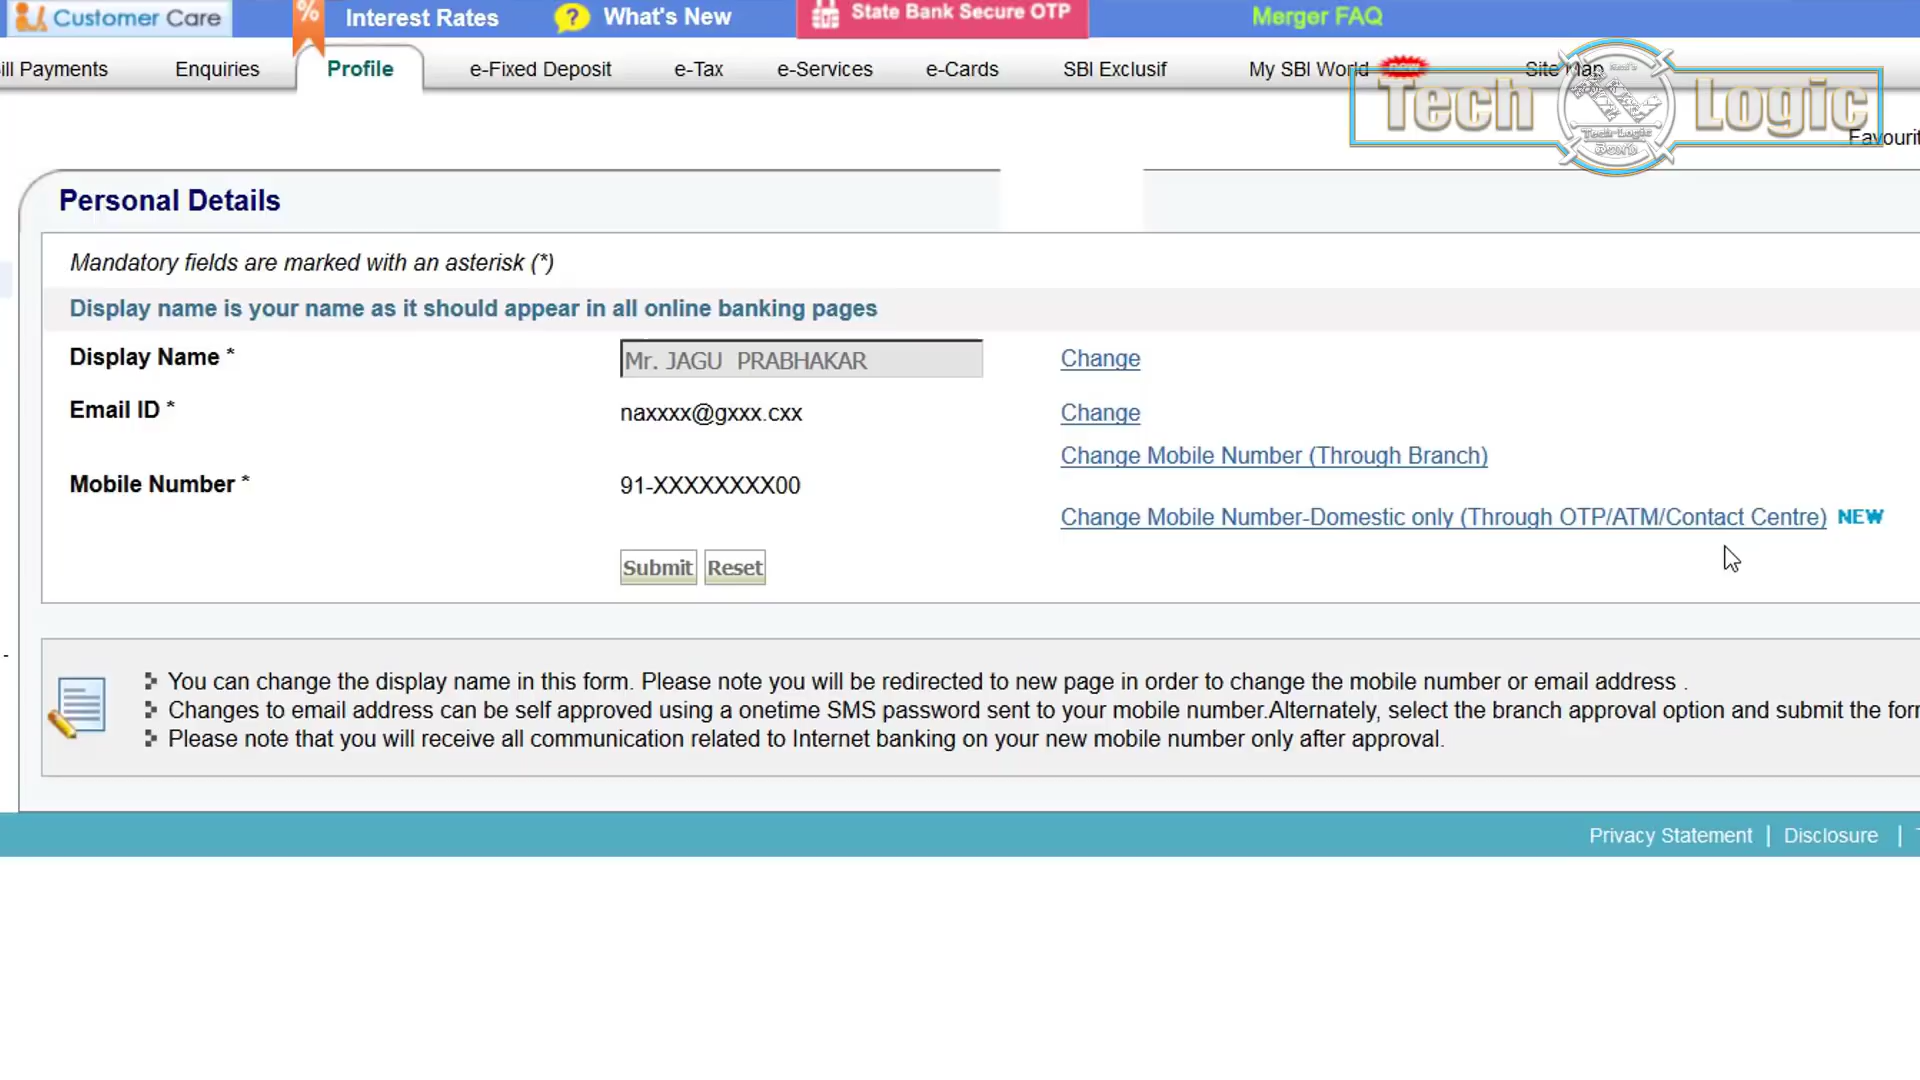 Customer Care % Interest Rates ? What's New State Bank Secure OTP Merger FAQ
ill Payments Enquiries Profile e-Fixed Deposit e-Tax e-Services e-Cards SBI Exclusif My SBI World Site Map
Tech Logic
Tech-Logic
తెలుగు
Favourit
Personal Details
Mandatory fields are marked with an asterisk (*)
Display name is your name as it should appear in all online banking pages
Display Name * Mr. JAGU PRABHAKAR Change
Email ID * naxxxx@gxxx.cxx Change
Change Mobile Number (Through Branch)
Mobile Number * 91-XXXXXXXX00
Change Mobile Number-Domestic only (Through OTP/ATM/Contact Centre) NEW
Submit Reset
You can change the display name in this form. Please note you will be redirected to new page in order to change the mobile number or email address .
Changes to email address can be self approved using a onetime SMS password sent to your mobile number.Alternately, select the branch approval option and submit the for
Please note that you will receive all communication related to Internet banking on your new mobile number only after approval.
Privacy Statement | Disclosure |